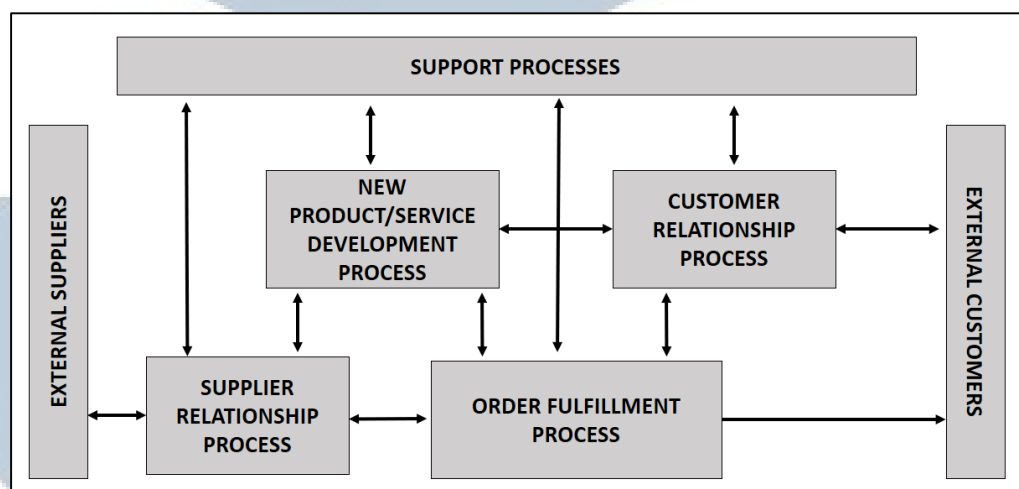 SUPPORT PROCESSES
EXTERNAL SUPPLIERS
NEW
PRODUCT/SERVICE
DEVELOPMENT
PROCESS
CUSTOMER
RELATIONSHIP
PROCESS
EXTERNAL CUSTOMERS
SUPPLIER
RELATIONSHIP
PROCESS
ORDER FULFILLMENT
PROCESS